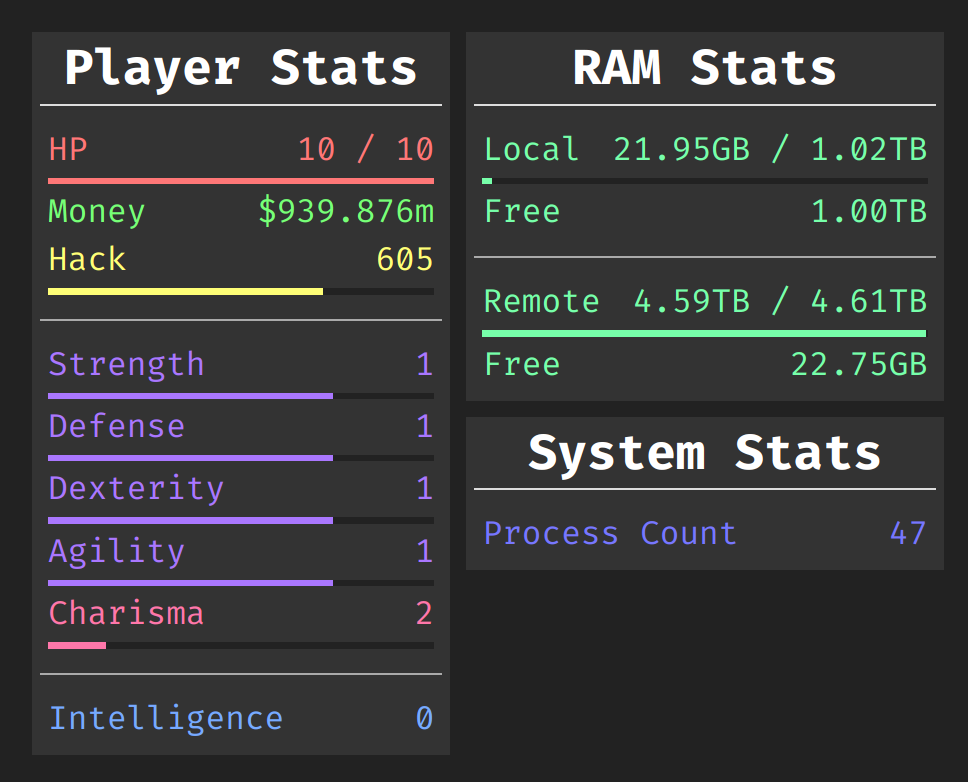 Player Stats
HP 10 / 10
Money $939.876m
Hack 605
Strength 1
Defense 1
Dexterity 1
Agility 1
Charisma 2
Intelligence 0
RAM Stats
Local 21.95GB / 1.02TB
Free 1.00TB
Remote 4.59TB / 4.61TB
Free 22.75GB
System Stats
Process Count 47